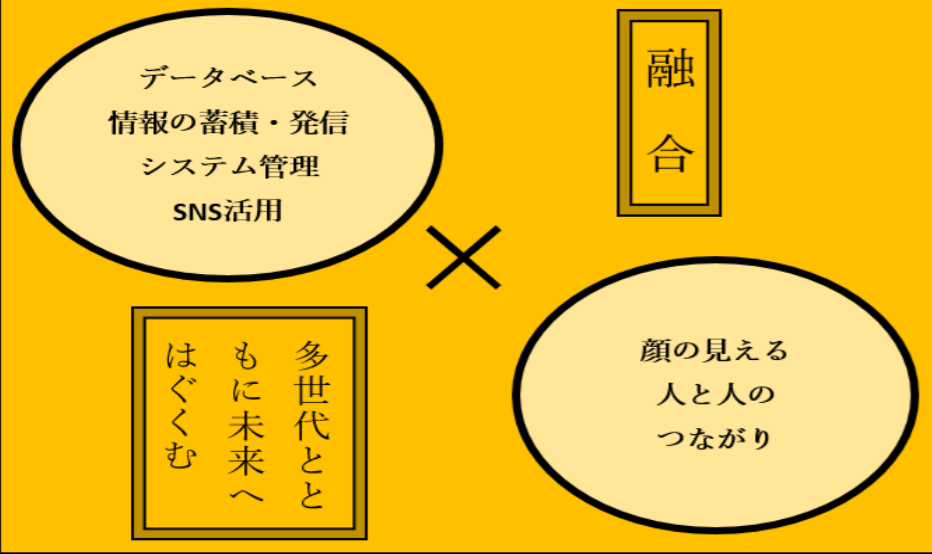 データベース
情報の蓄積・発信
システム管理
SNS活用
融合
×
顔の見える
人と人の
つながり
多世代とと
もに未来へ
はぐくむ